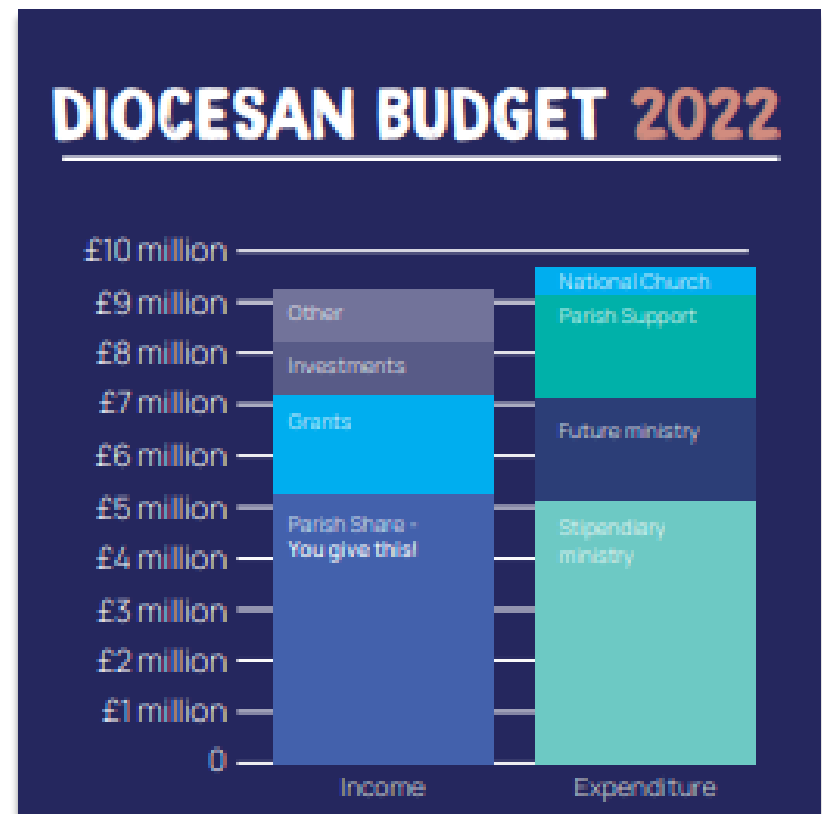 DIOCESAN BUDGET 2022
£10 million
£9 million
£8 million
£7 million
£6 million
£5 million
£4 million
£3 million
£2 million
£1 million
0
Other
Investments
Grants
Parish Share -
You give this!
National Church
Parish Support
Future ministry
Stipendiary
ministry
Income
Expenditure